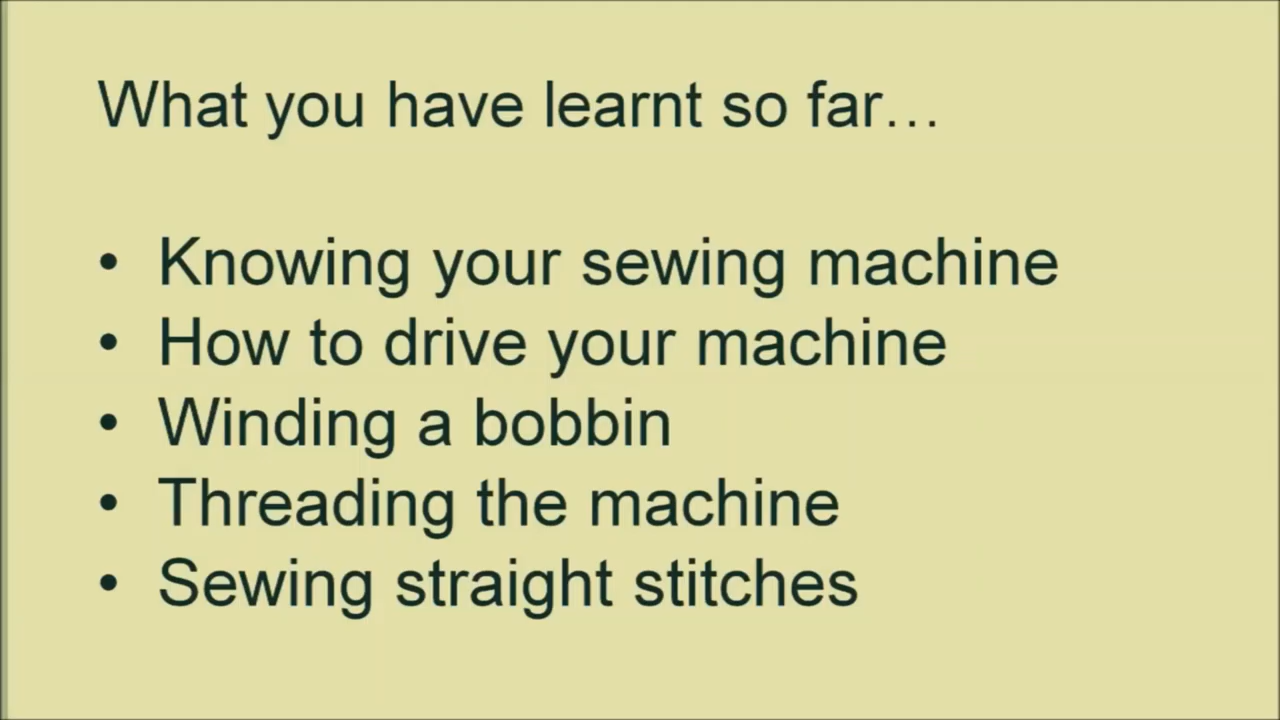 What you have learnt so far…
• Knowing your sewing machine
• How to drive your machine
• Winding a bobbin
• Threading the machine
• Sewing straight stitches